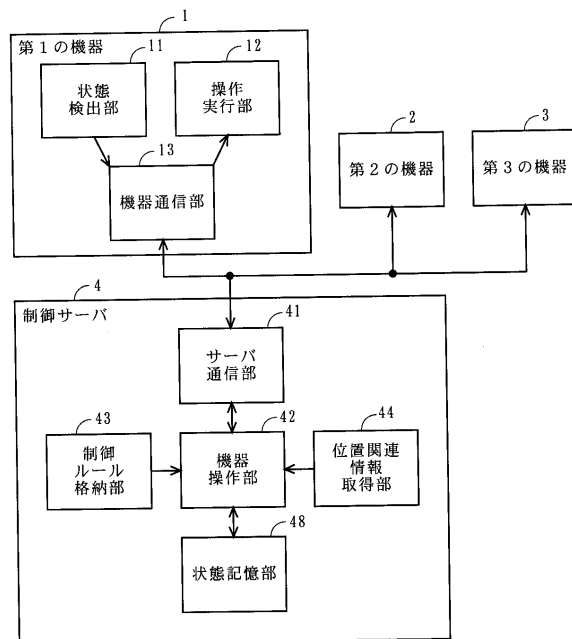 1
第1の機器
11
状態
検出部
12
操作
実行部
13
機器通信部
2
第2の機器
3
第3の機器
4
制御サーバ
41
サーバ
通信部
43
制御
ルール
格納部
42
機器
操作部
44
位置関連
情報
取得部
48
状態記憶部